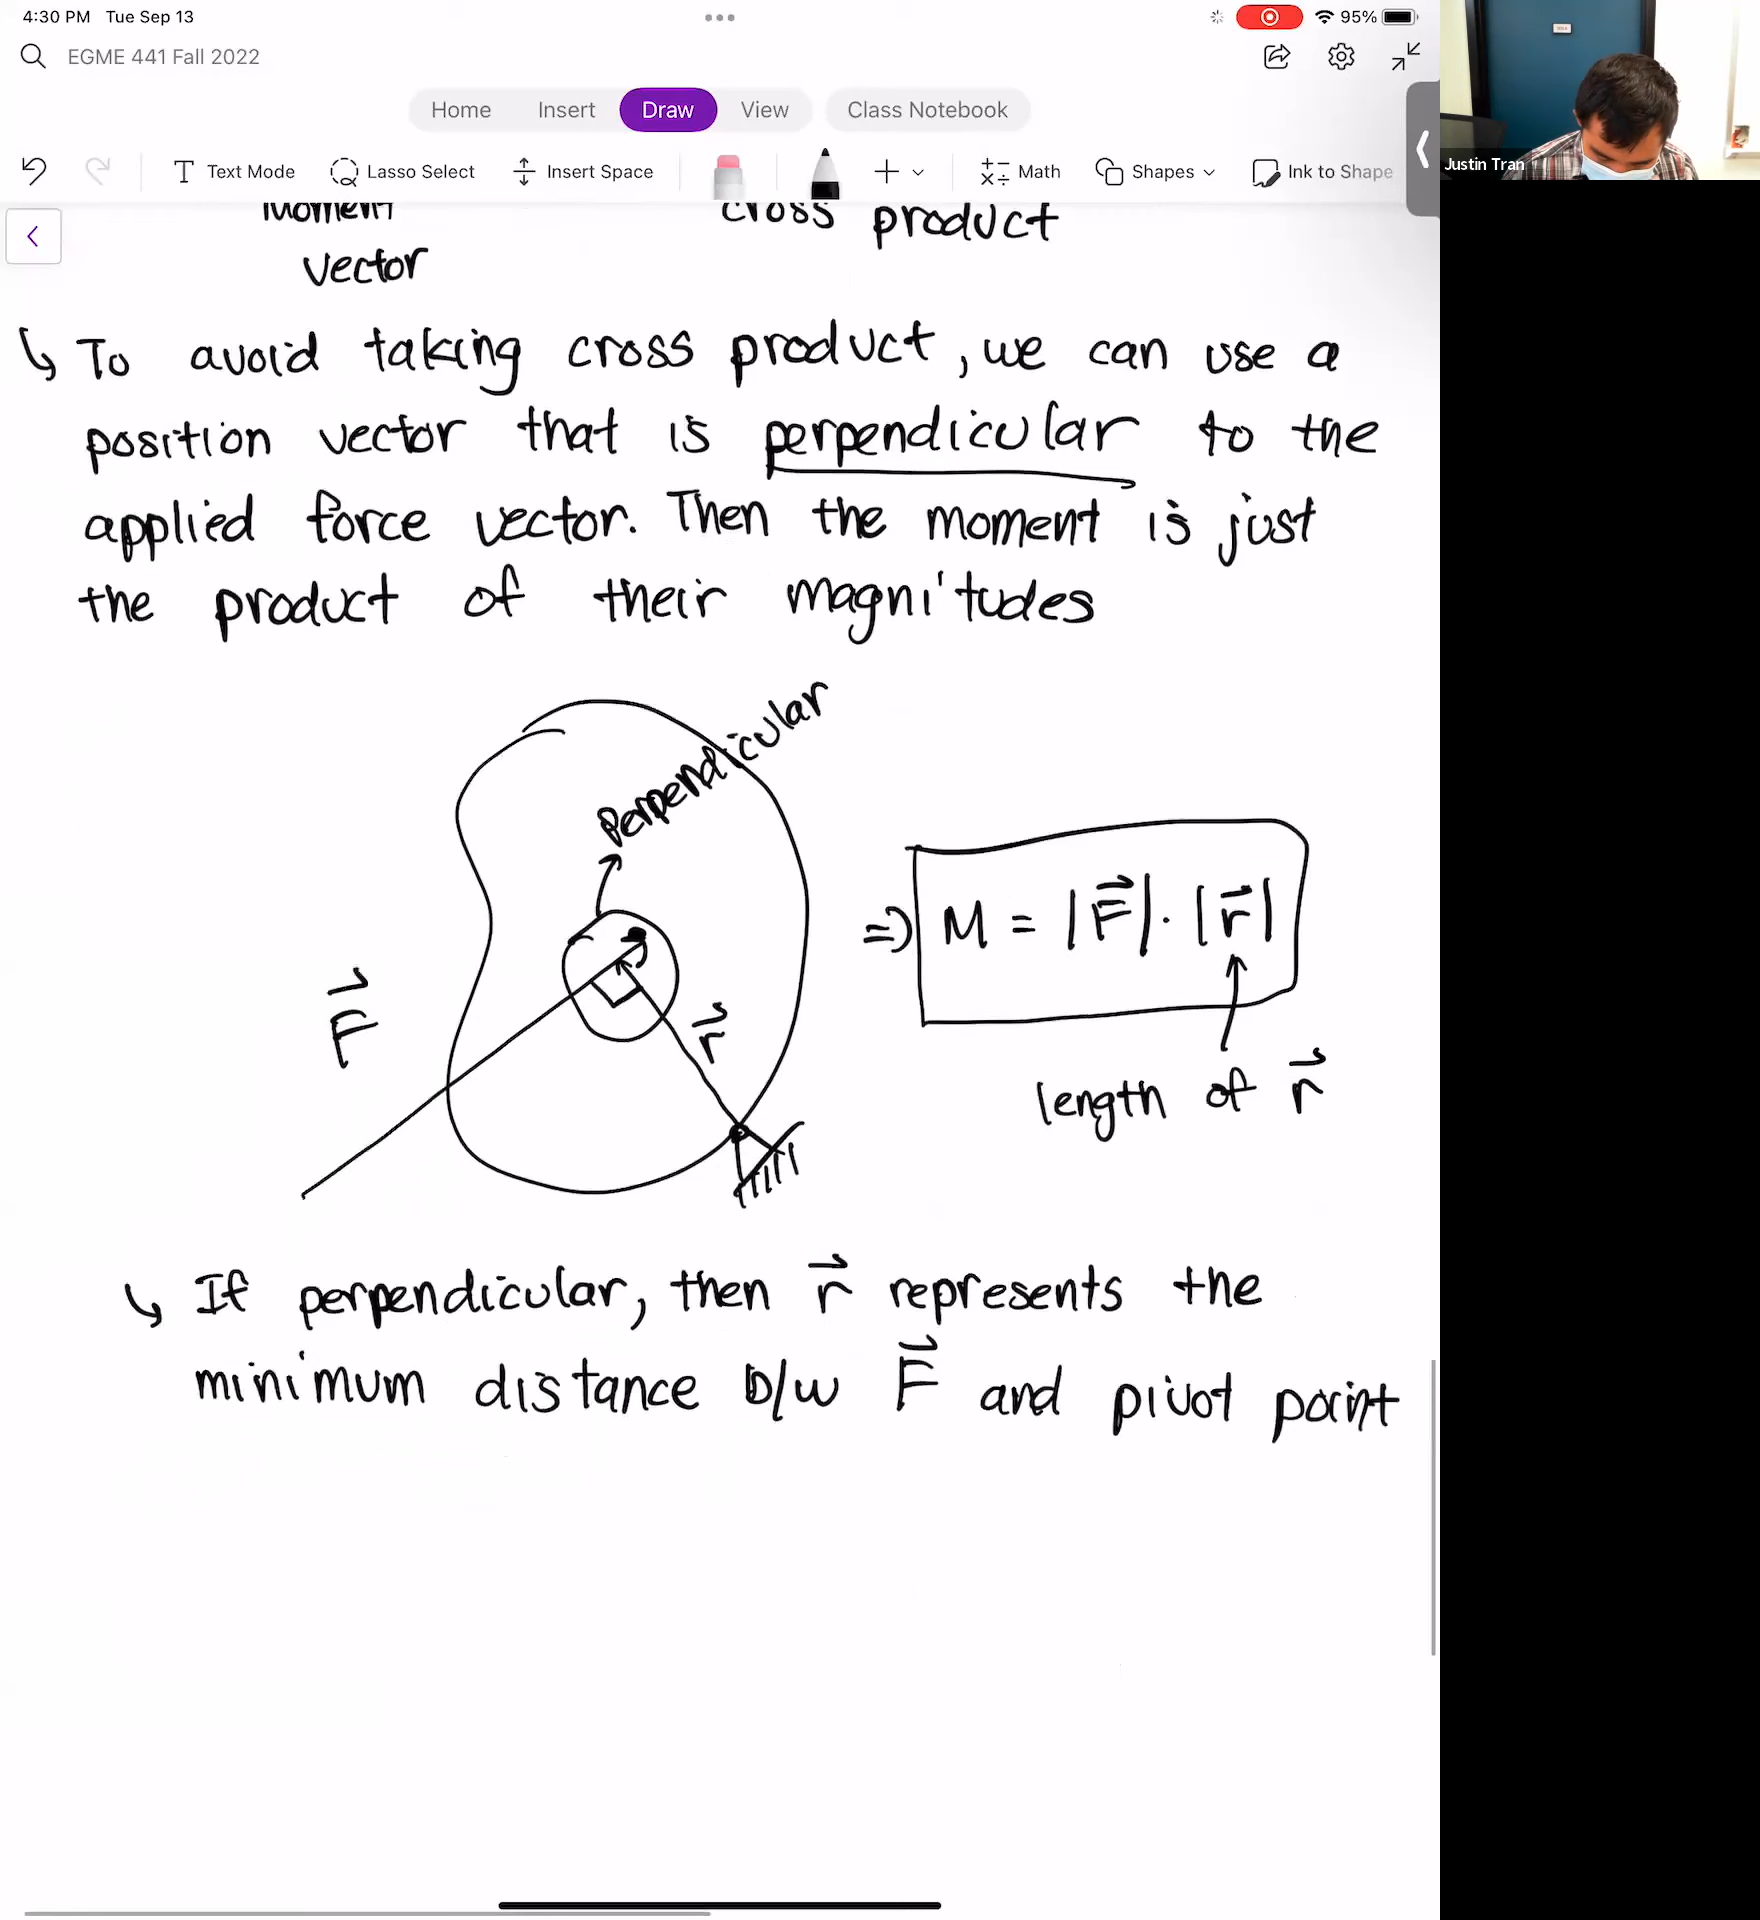 4:30 PM Tue Sep 13
95%
EGME 441 Fall 2022
Home Insert Draw View Class Notebook
Text Mode Lasso Select Insert Space Math Shapes Ink to Shape
Justin Tran
Moment cross product
vector
↳ To avoid taking cross product, we can use a
position vector that is perpendicular to the
applied force vector. Then the moment is just
the product of their magnitudes
Perpendicular
F⃗
r⃗
⇒ M = |F⃗| · |r⃗|
length of r⃗
↳ If perpendicular, then r⃗ represents the
minimum distance b/w F⃗ and pivot point